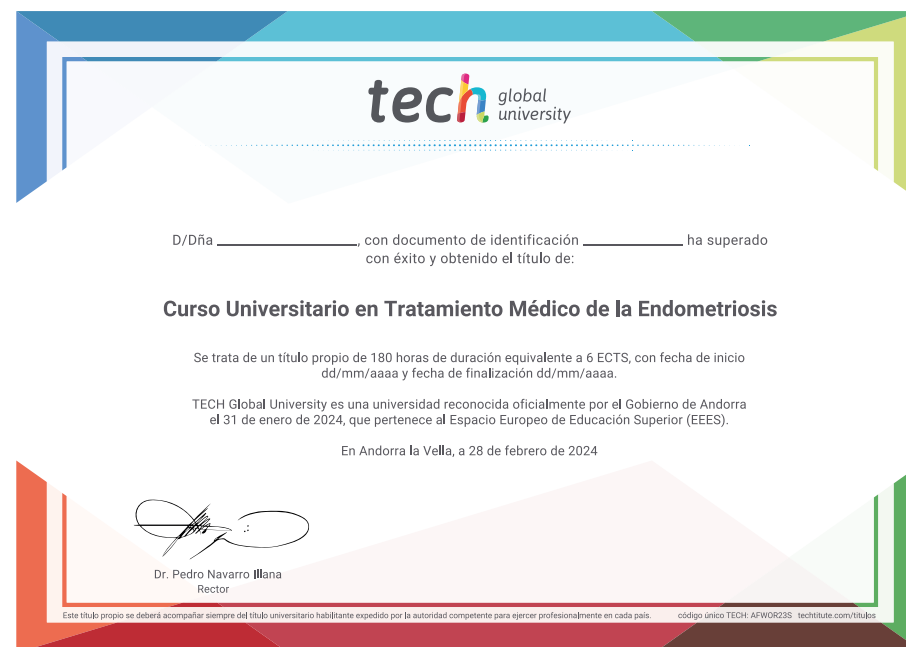 tech global university
D/Dña ____________, con documento de identificación ____________ ha superado
con éxito y obtenido el título de:
Curso Universitario en Tratamiento Médico de la Endometriosis
Se trata de un título propio de 180 horas de duración equivalente a 6 ECTS, con fecha de inicio
dd/mm/aaaa y fecha de finalización dd/mm/aaaa.
TECH Global University es una universidad reconocida oficialmente por el Gobierno de Andorra
el 31 de enero de 2024, que pertenece al Espacio Europeo de Educación Superior (EEES).
En Andorra la Vella, a 28 de febrero de 2024
Dr. Pedro Navarro Illana
Rector
Este título propio se deberá acompañar siempre del título universitario habilitante expedido por la autoridad competente para ejercer profesionalmente en cada país. código único TECH: AFWOR23S techtitute.com/titulos